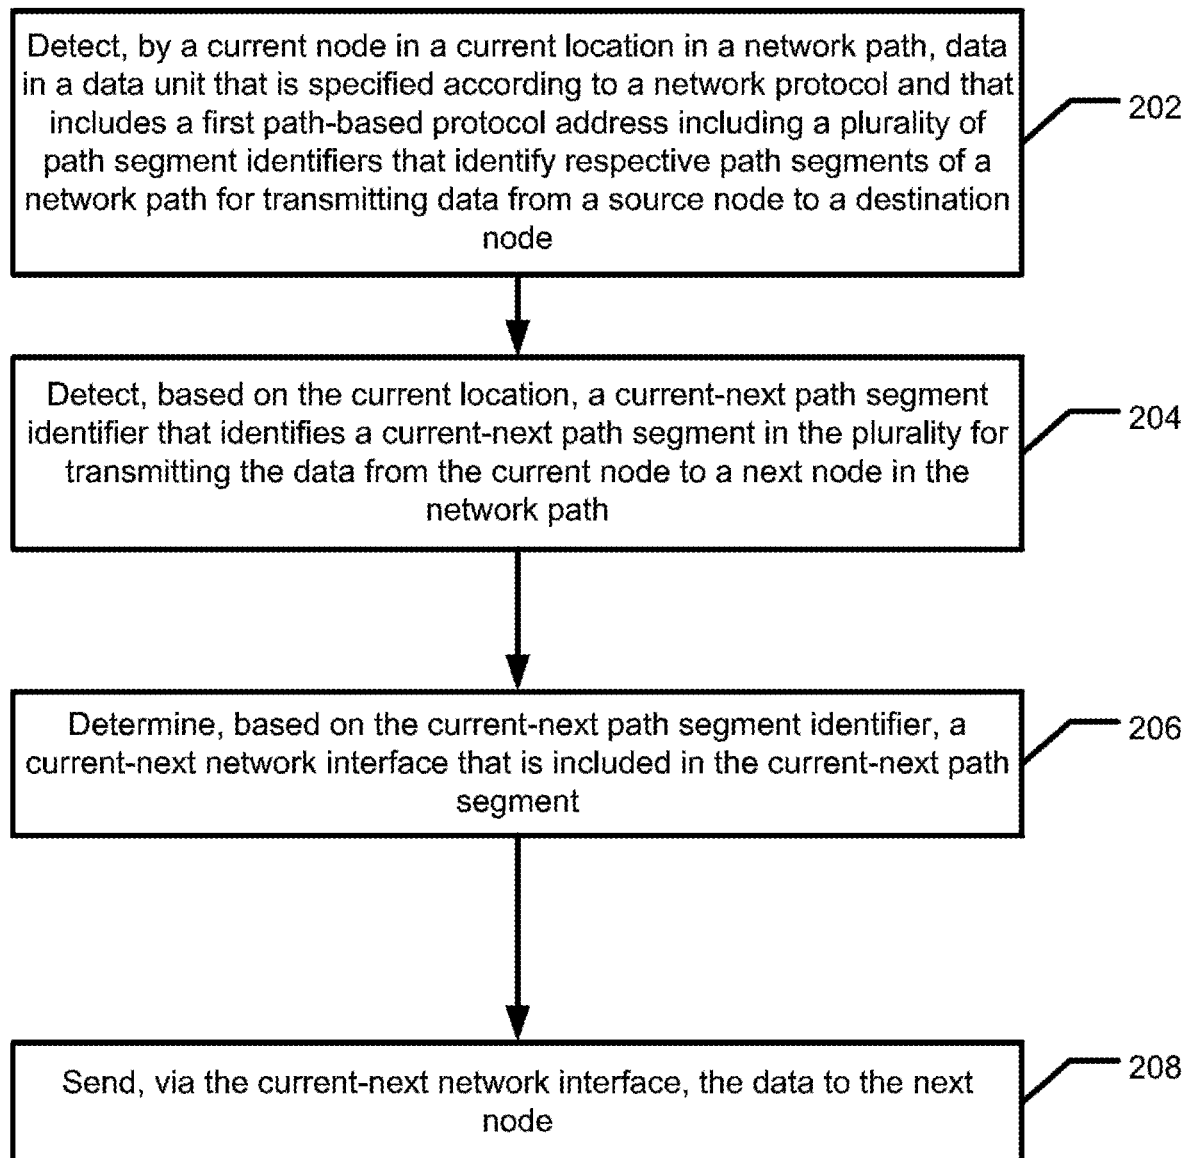 Detect, by a current node in a current location in a network path, data
in a data unit that is specified according to a network protocol and that
includes a first path-based protocol address including a plurality of
path segment identifiers that identify respective path segments of a
network path for transmitting data from a source node to a destination
node
202
Detect, based on the current location, a current-next path segment
identifier that identifies a current-next path segment in the plurality for
transmitting the data from the current node to a next node in the
network path
204
Determine, based on the current-next path segment identifier, a
current-next network interface that is included in the current-next path
segment
206
Send, via the current-next network interface, the data to the next
node
208